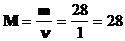 M = m/v = 28/1 = 28